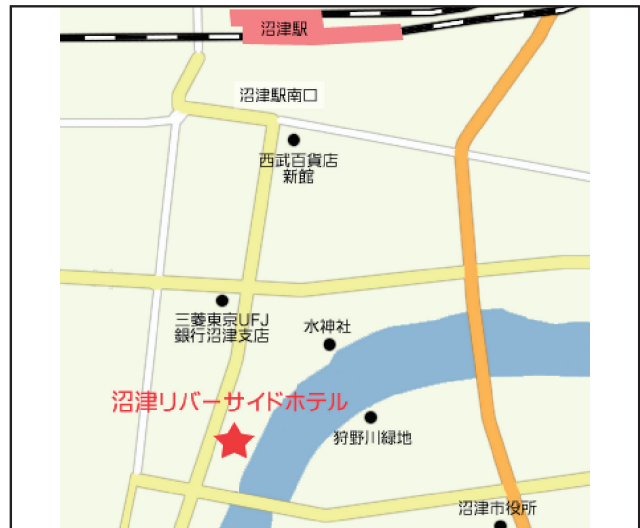 沼津駅
沼津駅南口
西武百貨店
新館
三菱東京UFJ
銀行沼津支店
水神社
沼津リバーサイドホテル
狩野川緑地
沼津市役所